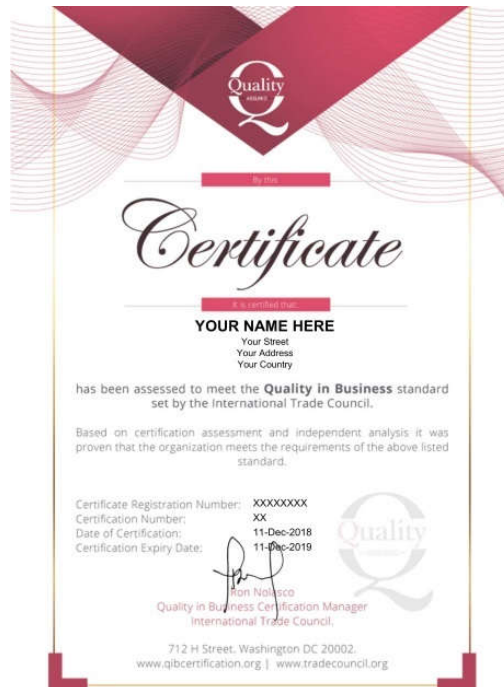 Quality
By this
Certificate
It is certified that:
YOUR NAME HERE
Your Street
Your Address
Your Country
has been assessed to meet the Quality in Business standard
set by the International Trade Council.
Based on certification assessment and independent analysis it was
proven that the organization meets the requirements of the above listed
standard.
Certificate Registration Number: XXXXXXXX
Certification Number: XX
Date of Certification: 11-Dec-2018
Certification Expiry Date: 11-Dec-2019
Quality
Ron Nolasco
Quality in Business Certification Manager
International Trade Council.
712 H Street. Washington DC 20002.
www.qibcertification.org | www.tradecouncil.org